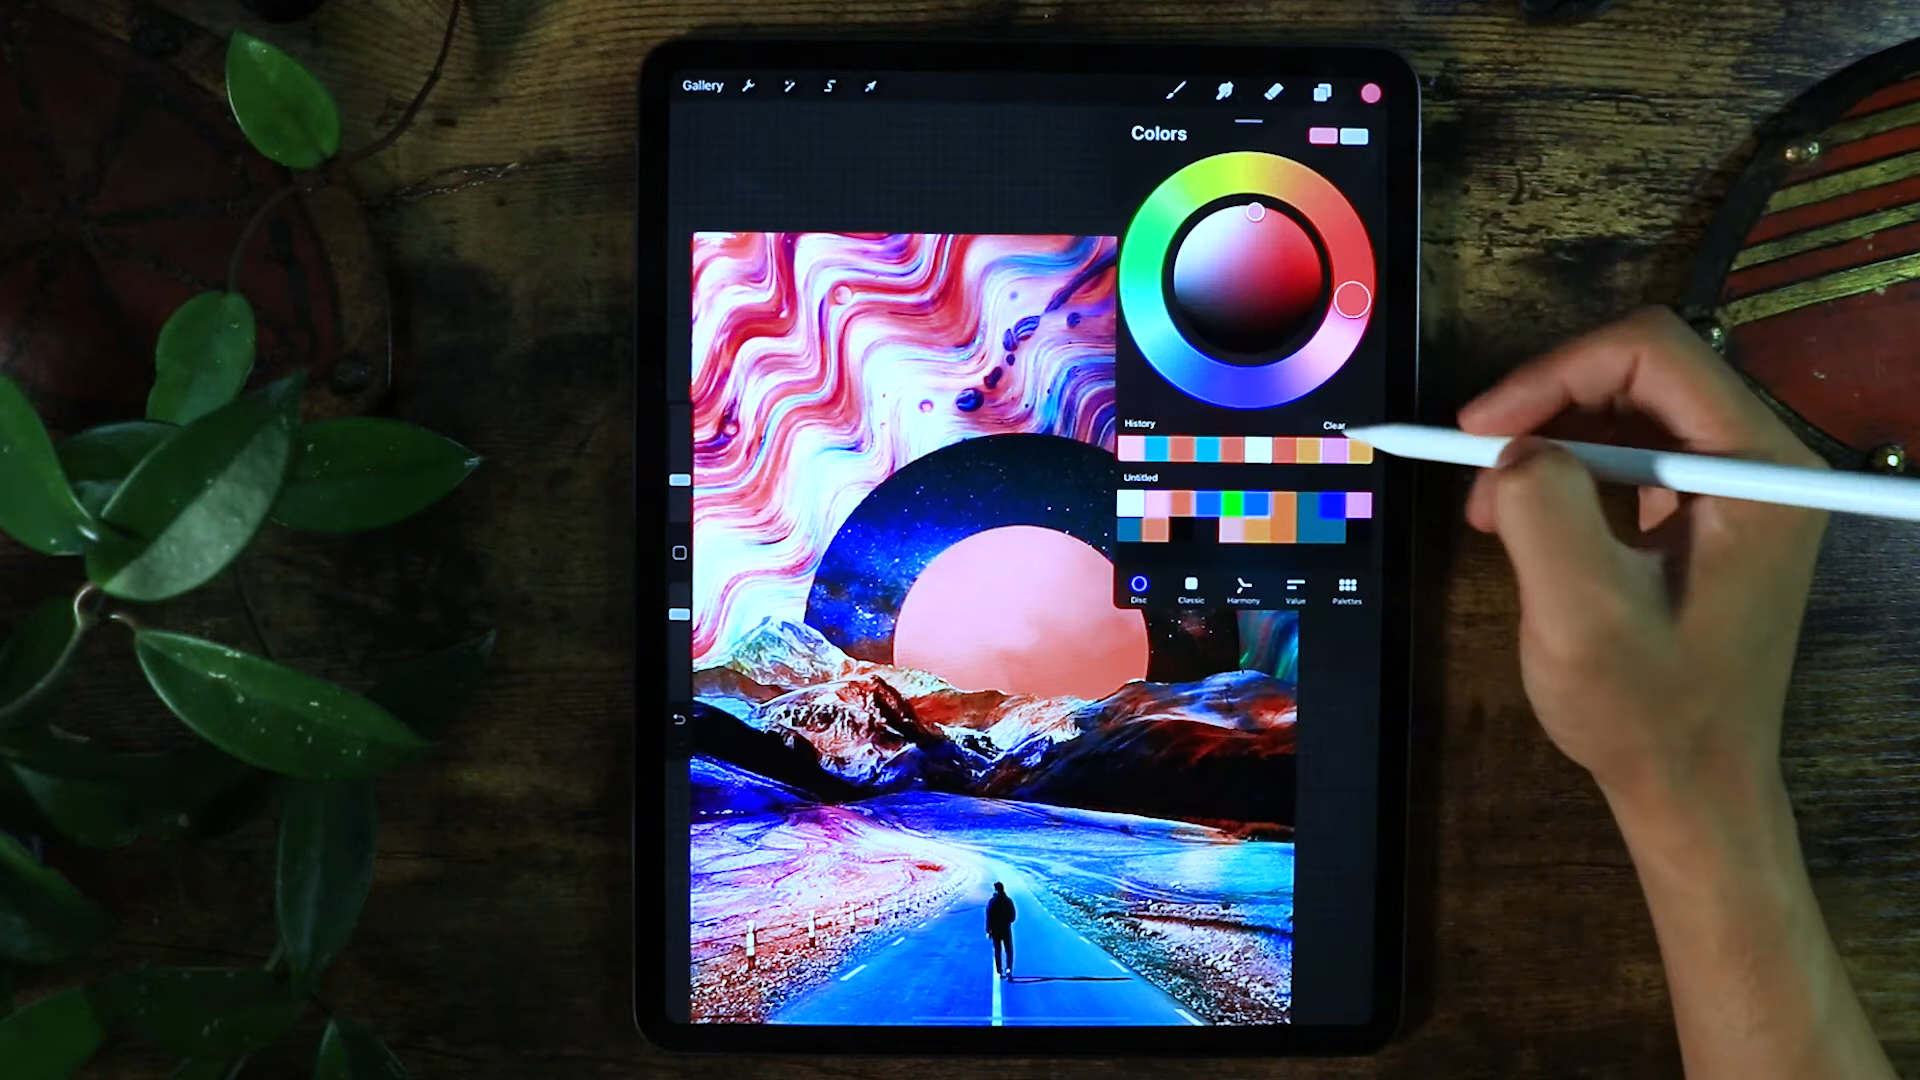 Gallery
Colors
History Clear
Untitled
Disc Classic Harmony Value Palettes